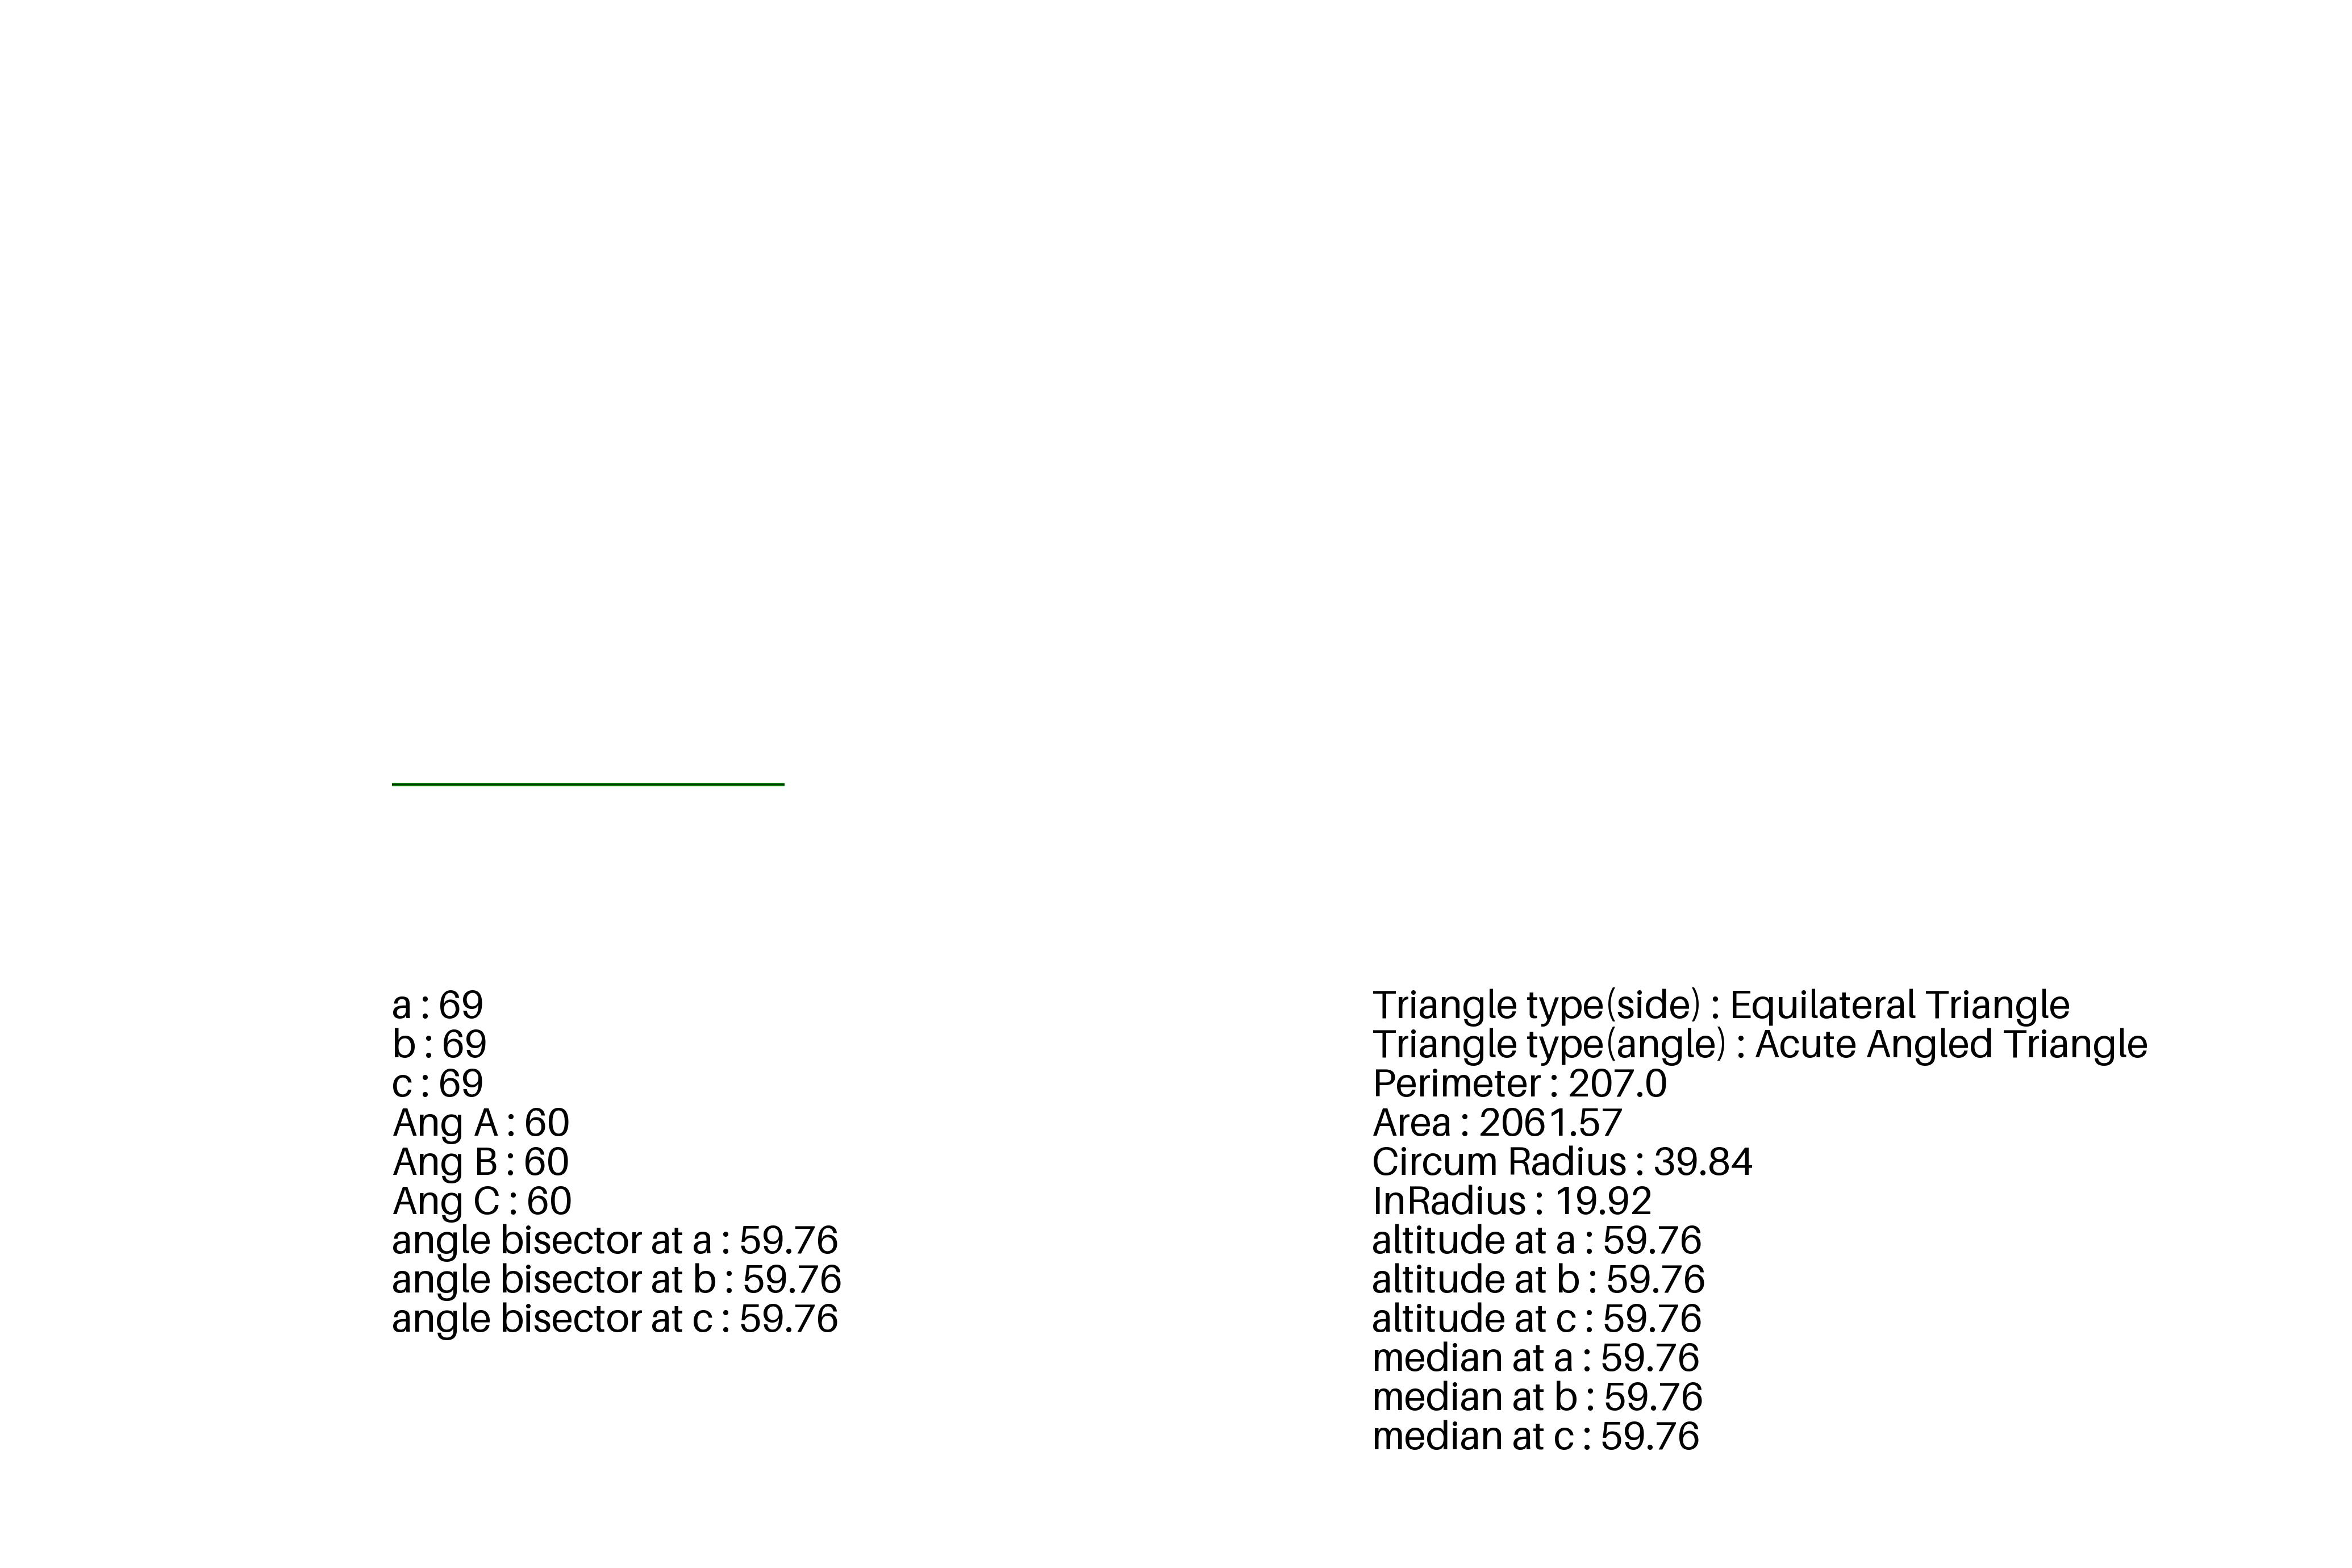 a : 69
b : 69
c : 69
Ang A : 60
Ang B : 60
Ang C : 60
angle bisector at a : 59.76
angle bisector at b : 59.76
angle bisector at c : 59.76
Triangle type(side) : Equilateral Triangle
Triangle type(angle) : Acute Angled Triangle
Perimeter : 207.0
Area : 2061.57
Circum Radius : 39.84
InRadius : 19.92
altitude at a : 59.76
altitude at b : 59.76
altitude at c : 59.76
median at a : 59.76
median at b : 59.76
median at c : 59.76